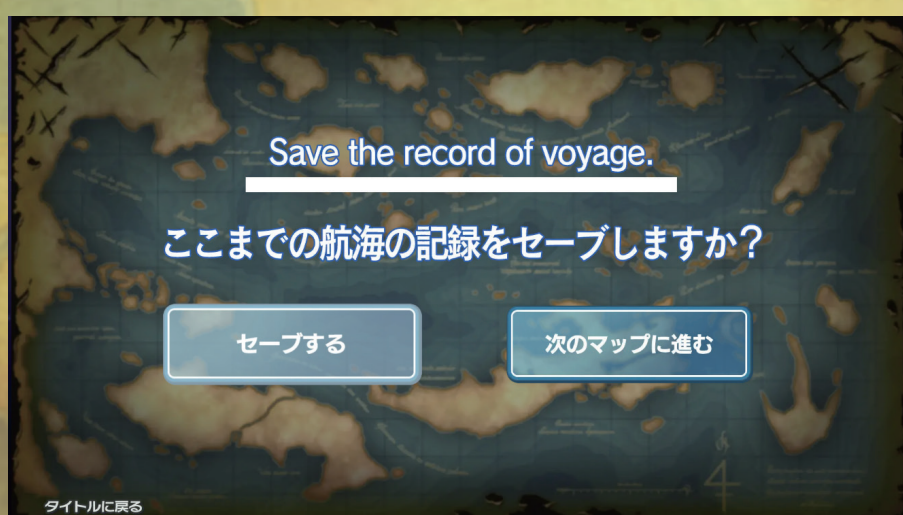 Save the record of voyage.
ここまでの航海の記録をセーブしますか？
セーブする
次のマップに進む
タイトルに戻る